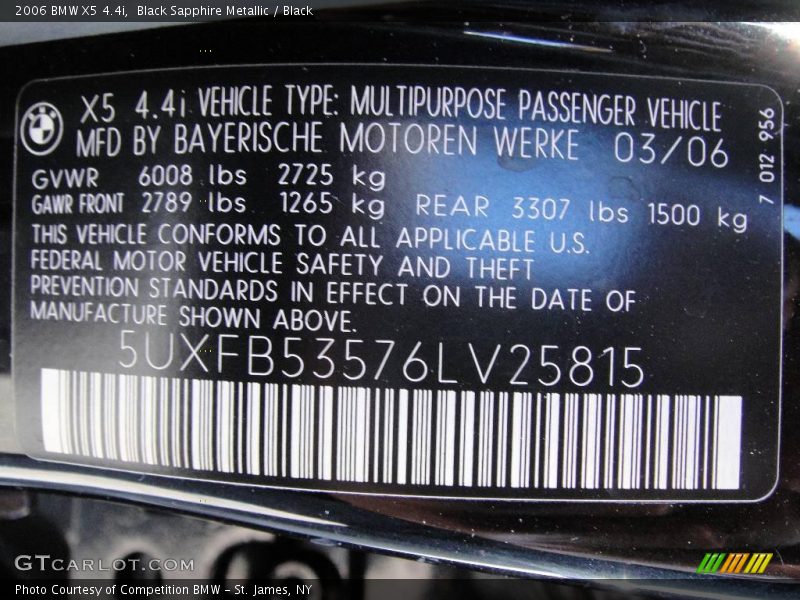 2006 BMW X5 4.4i,  Black Sapphire Metallic / Black
X5 4.4i VEHICLE TYPE: MULTIPURPOSE PASSENGER VEHICLE
MFD BY BAYERISCHE MOTOREN WERKE 03/06
GVWR 6008 lbs 2725 kg
GAWR FRONT 2789 lbs 1265 kg REAR 3307 lbs 1500 kg
THIS VEHICLE CONFORMS TO ALL APPLICABLE U.S.
FEDERAL MOTOR VEHICLE SAFETY AND THEFT
PREVENTION STANDARDS IN EFFECT ON THE DATE OF
MANUFACTURE SHOWN ABOVE.
5UXFB53576LV25815
7 012 956
GTCARLOT.COM
Photo Courtesy of Competition BMW - St. James, NY